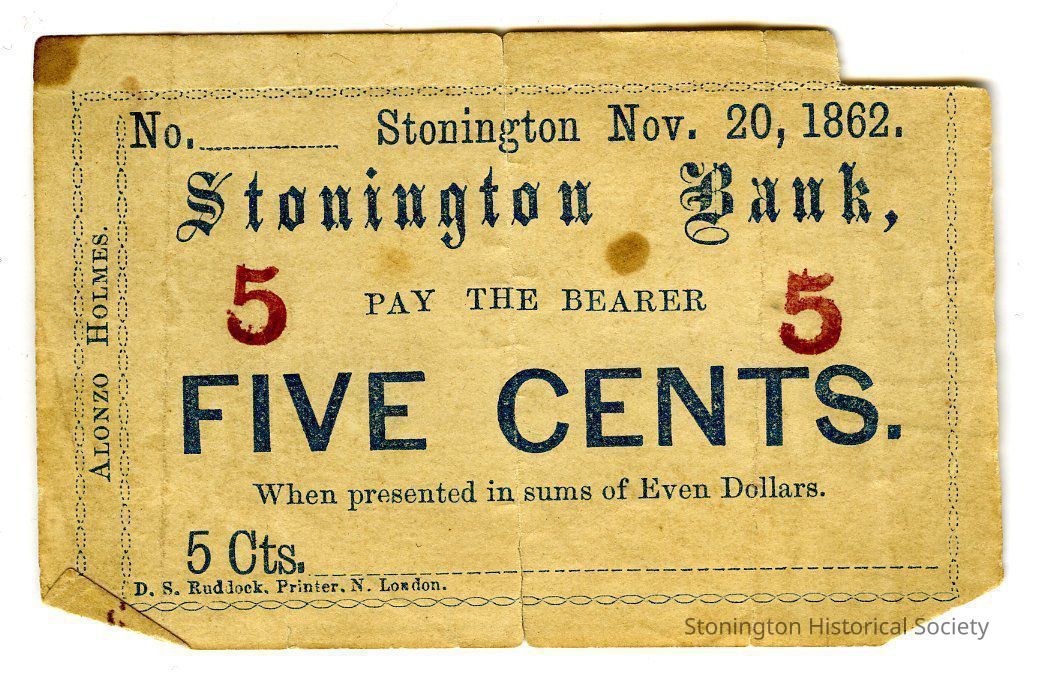 No. Stonington Nov. 20, 1862.
Stonington Bank,
5 PAY THE BEARER 5
FIVE CENTS.
When presented in sums of Even Dollars.
5 Cts.
D. S. Ruddock, Printer, N. London.
ALONZO HOLMES.
Stonington Historical Society